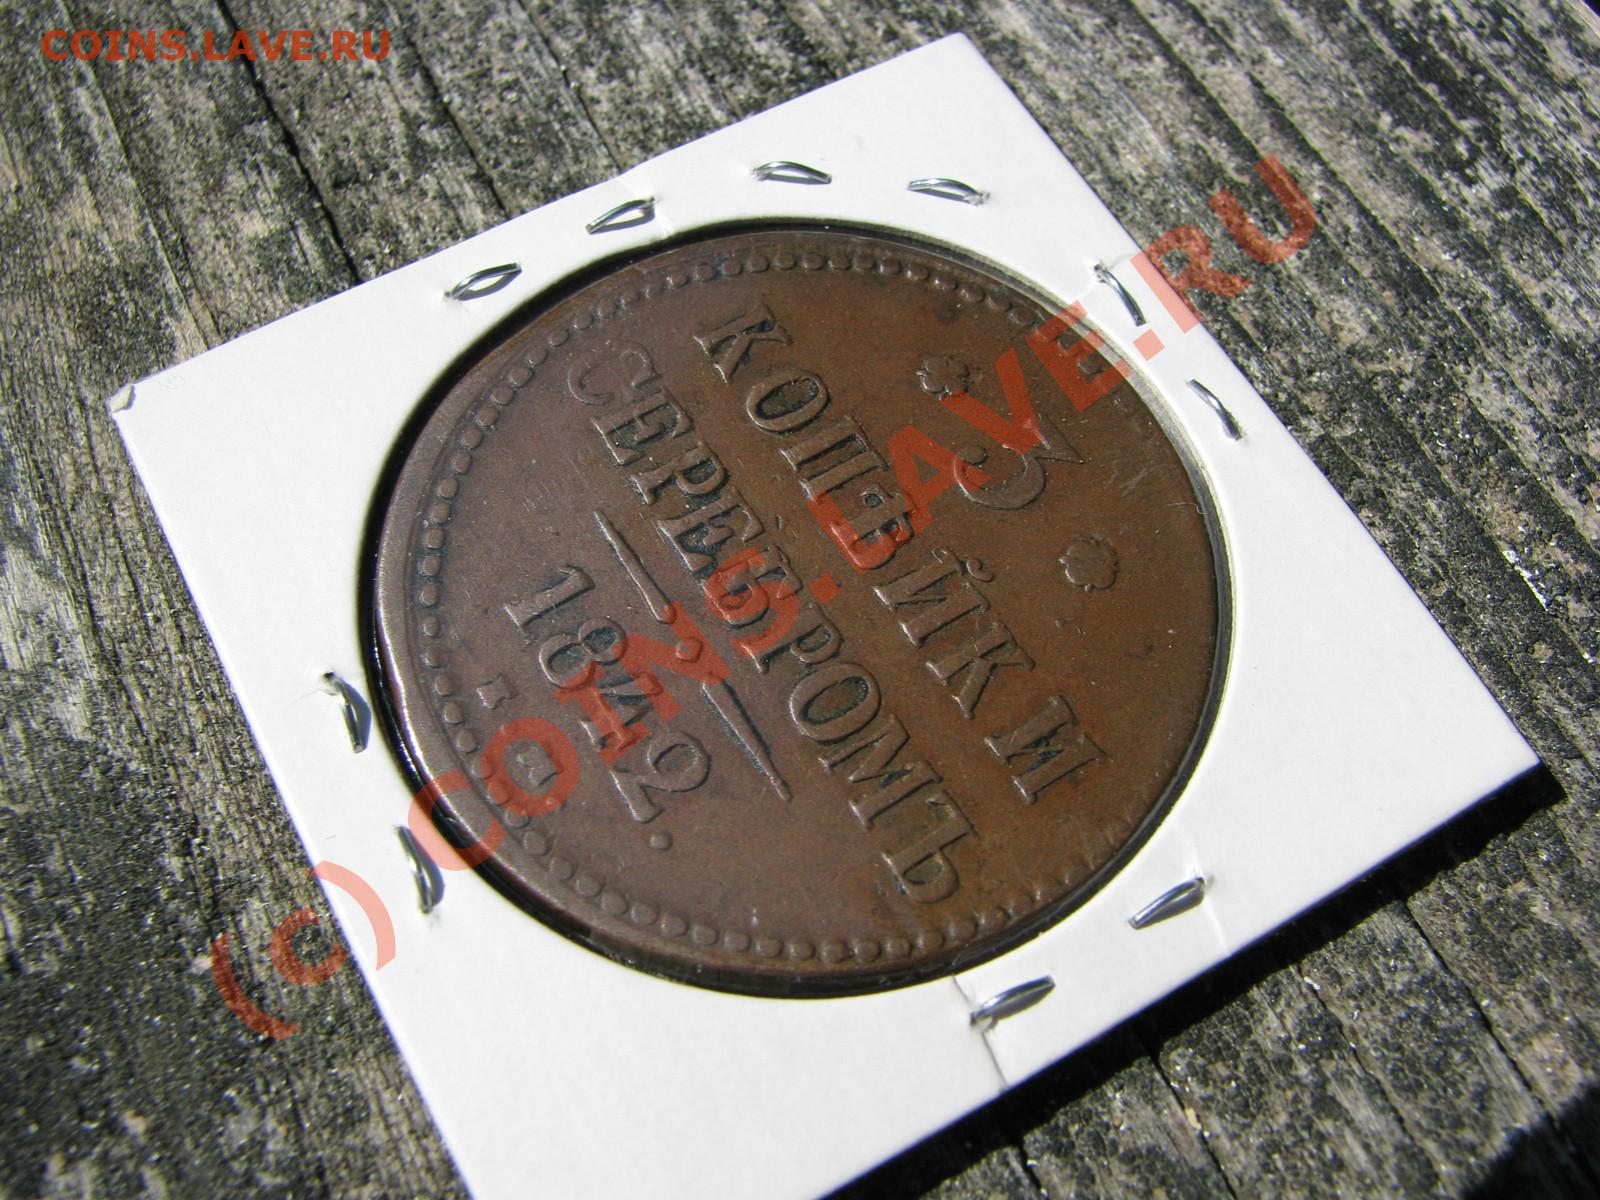 COINS.LAVE.RU
3
КОПѢЙКИ
СЕРЕБРОМЪ
1842.
(c) COINS.LAVE.RU